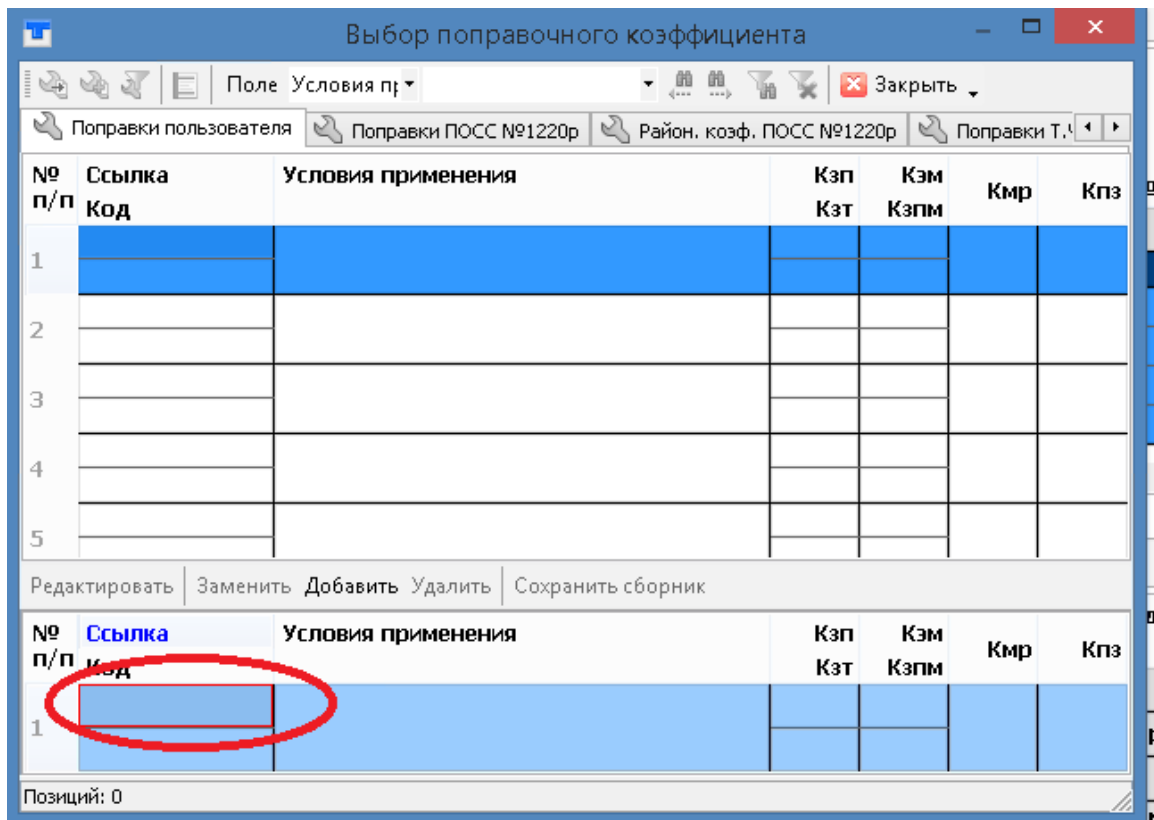 Выбор поправочного коэффициента
Поле Условия п Закрыть
Поправки пользователя Поправки ПОСС №1220р Район. коэф. ПОСС №1220р Поправки Т.
№ п/п Ссылка Условия применения Кзп Кэм Кмр Кпз
Код Кзт Кзпм
1
2
3
4
5
Редактировать Заменить Добавить Удалить Сохранить сборник
№ п/п Ссылка Условия применения Кзп Кэм Кмр Кпз
Код Кзт Кзпм
1
Позиций: 0